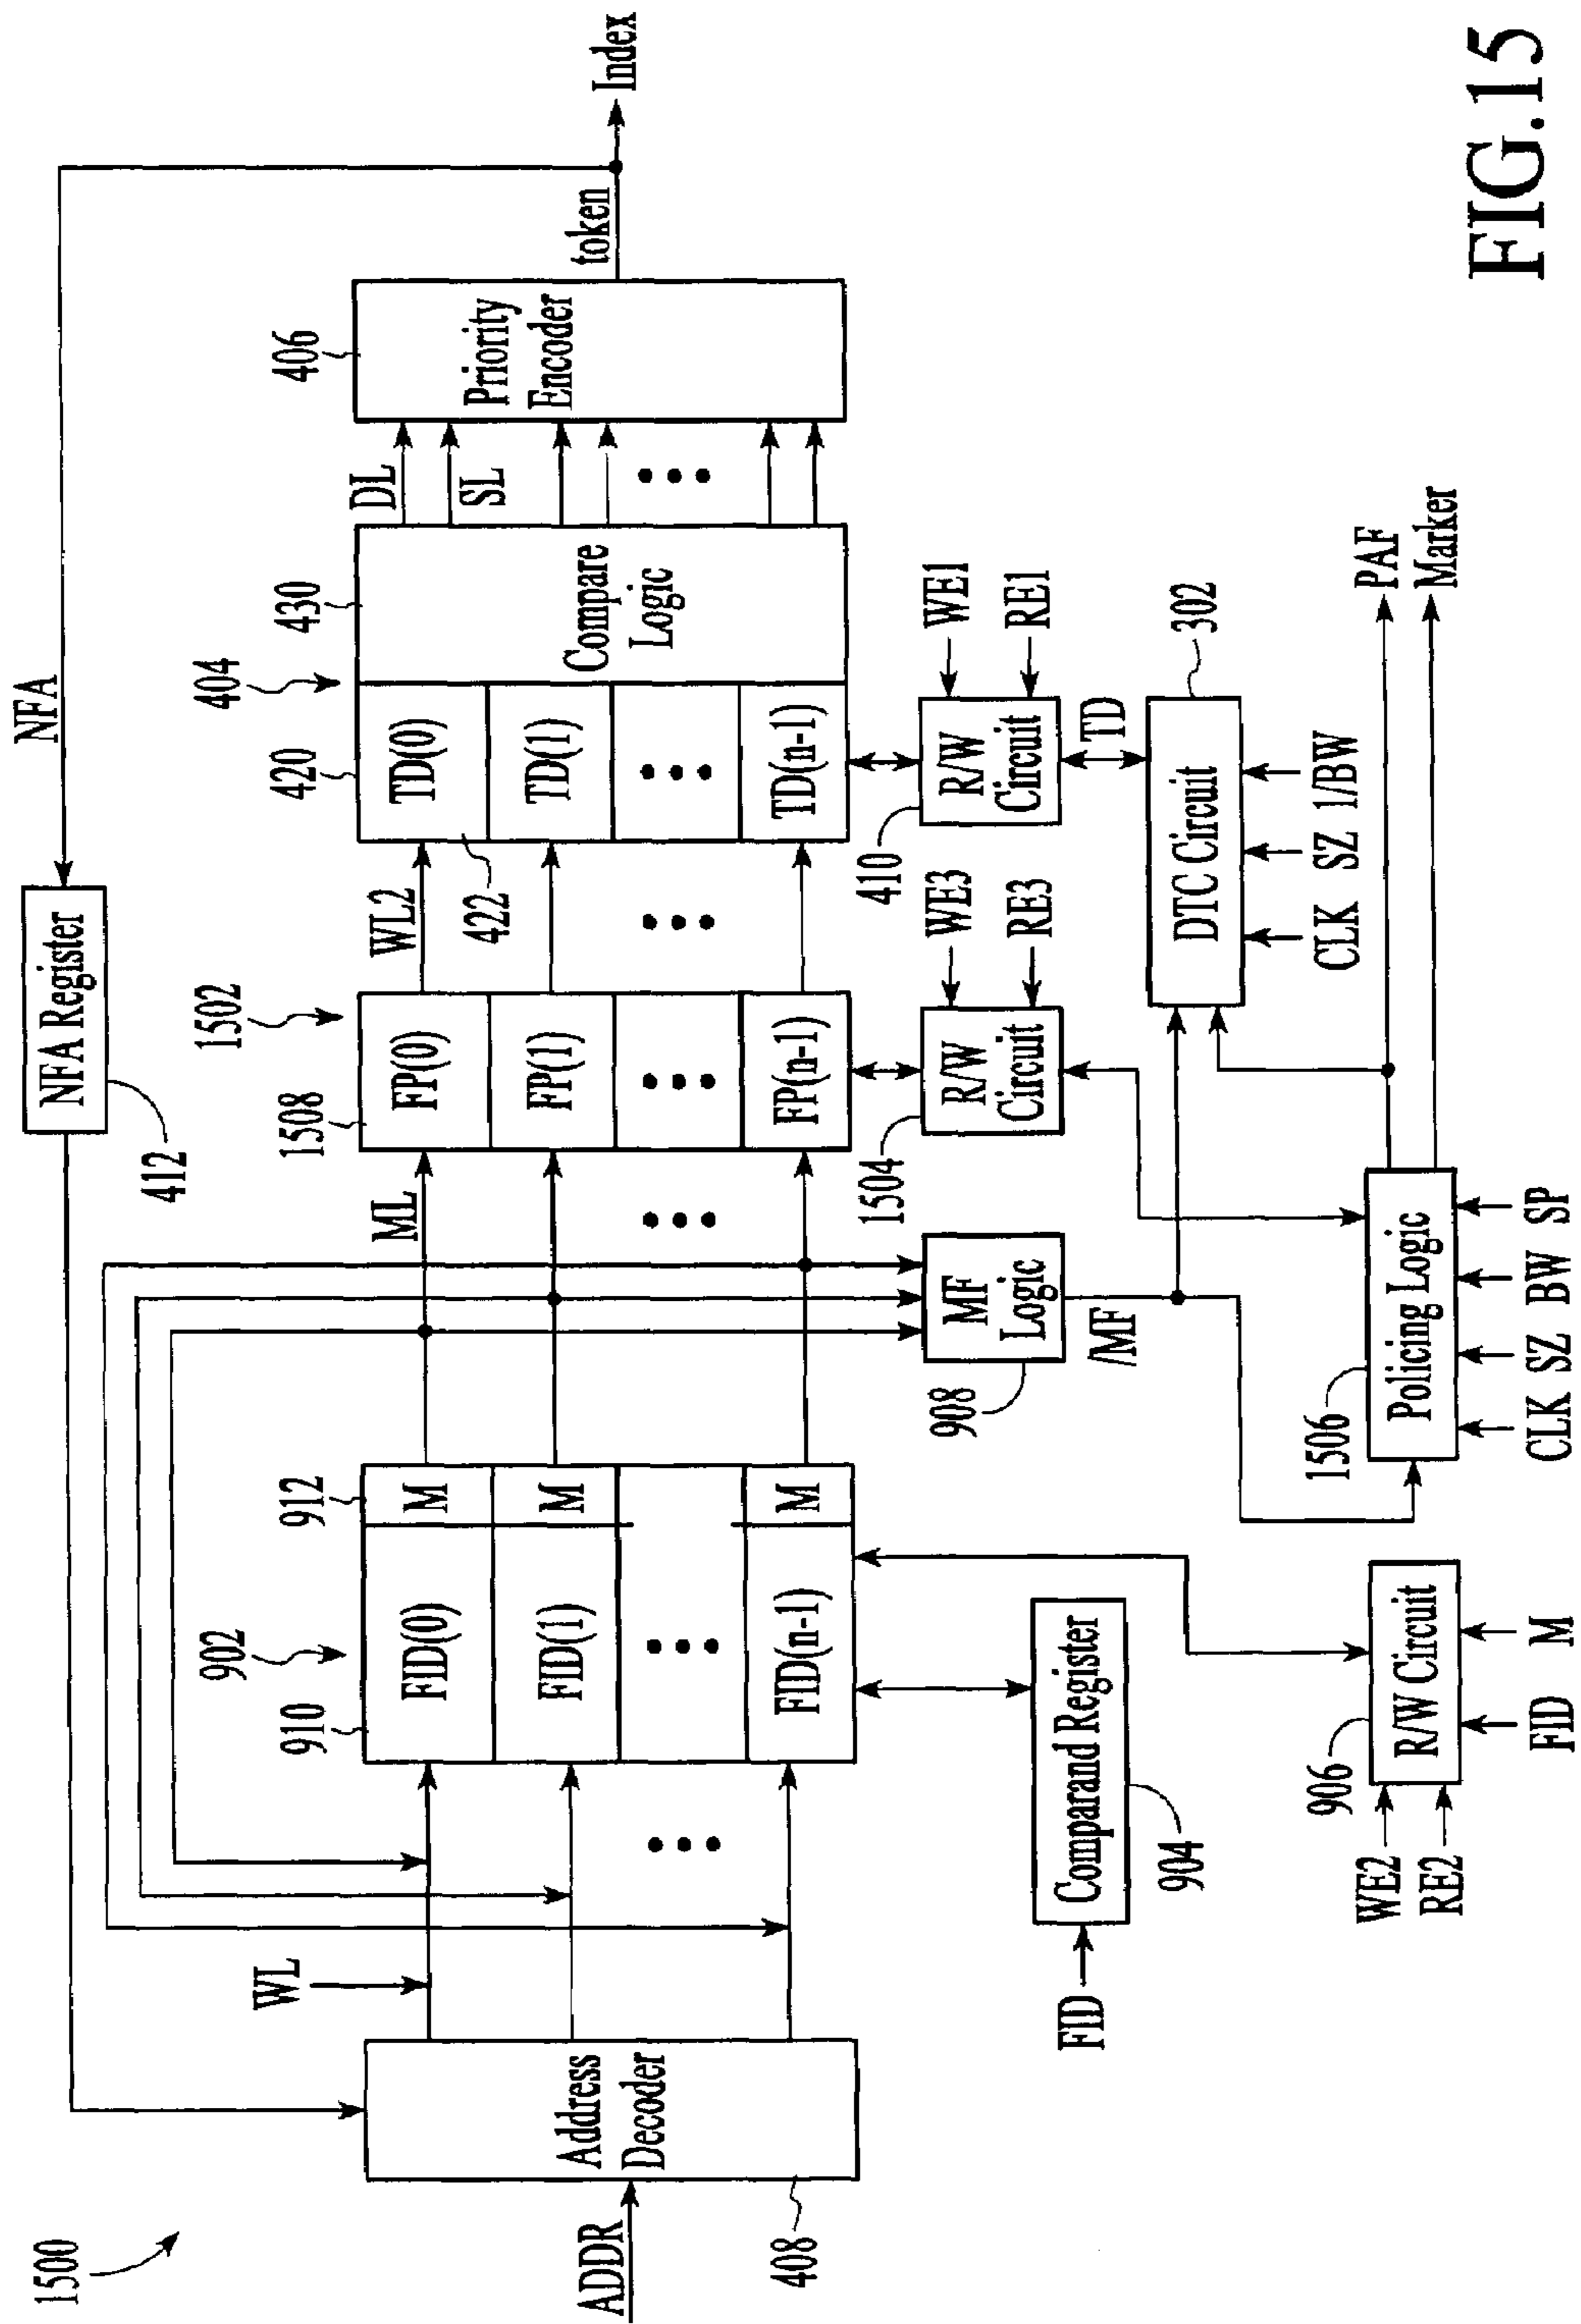 1500
NFA
NFA Register
412
ADDR
Address
Decoder
408
WL
902
910
912
FID(0)
M
FID(1)
M
• • •
FID(n-1)
M
• • •
ML
• • •
1502
1508
FP(0)
FP(1)
• • •
FP(n-1)
WL2
422
• • •
404
420
430
TD(0)
TD(1)
• • •
TD(n-1)
Compare
Logic
DL
SL
• • •
406
Priority
Encoder
token
Index
FID
Comparand Register
904
MF
Logic
908
/MF
R/W
Circuit
1504
WE3
RE3
R/W
Circuit
410
WE1
RE1
TD
DTC Circuit
302
CLK
SZ
1/BW
WE2
RE2
906
R/W Circuit
FID
M
1506
Policing Logic
CLK
SZ
BW
SP
PAF
Marker
FIG.15